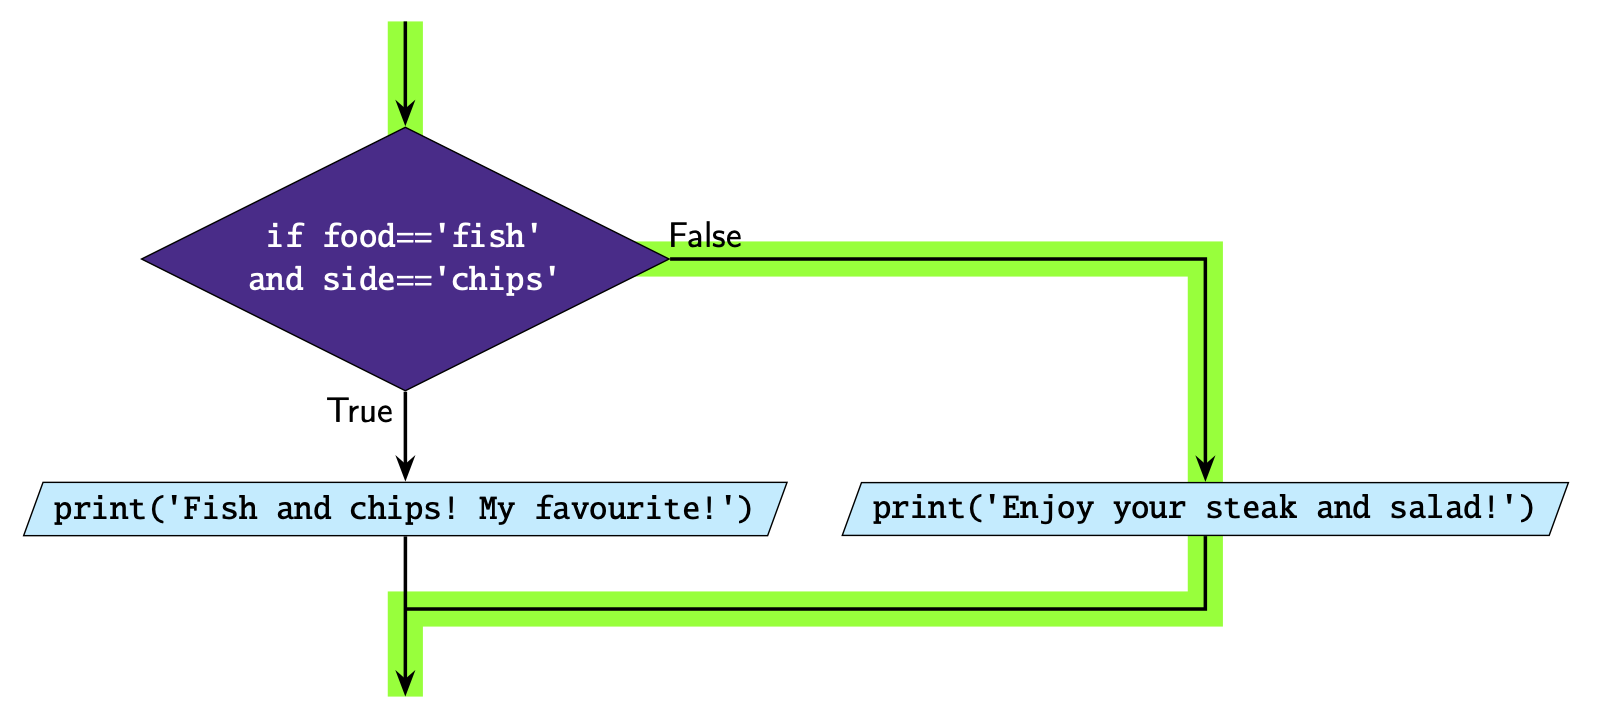 if food=='fish'
and side=='chips'
False
True
print('Fish and chips! My favourite!')
print('Enjoy your steak and salad!')